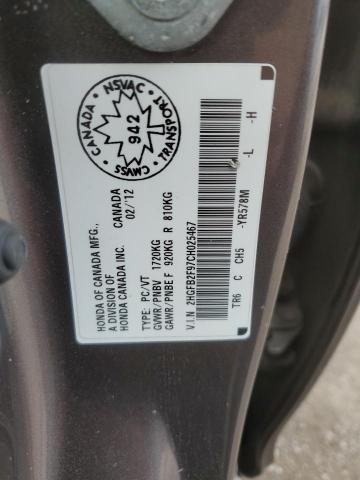 CMVSS CANADA NSVAC TRANSPORT
942
HONDA OF CANADA MFG.,
A DIVISION OF
HONDA CANADA INC.
CANADA
02/12
TYPE: PC/VT
GVWR/PNBV 1720KG
GAWR/PNBE F 920KG R 810KG
V.I.N. 2HGFB2F97CH025467
TR6 C CH5 -YR578M -L -H